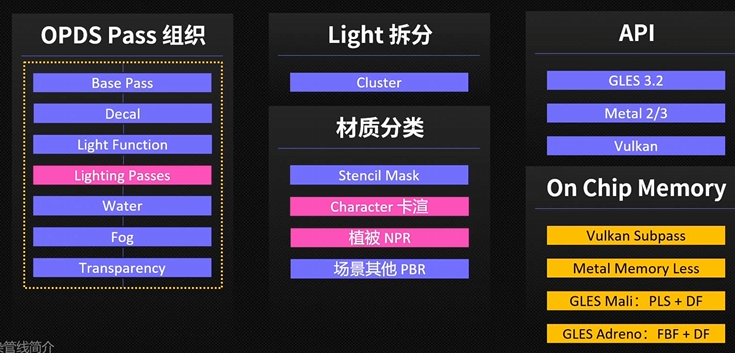 OPDS Pass 组织
Base Pass
Decal
Light Function
Lighting Passes
Water
Fog
Transparency
Light 拆分
Cluster
材质分类
Stencil Mask
Character 卡渲
植被 NPR
场景其他 PBR
API
GLES 3.2
Metal 2/3
Vulkan
On Chip Memory
Vulkan Subpass
Metal Memory Less
GLES Mali：PLS + DF
GLES Adreno：FBF + DF
管线简介